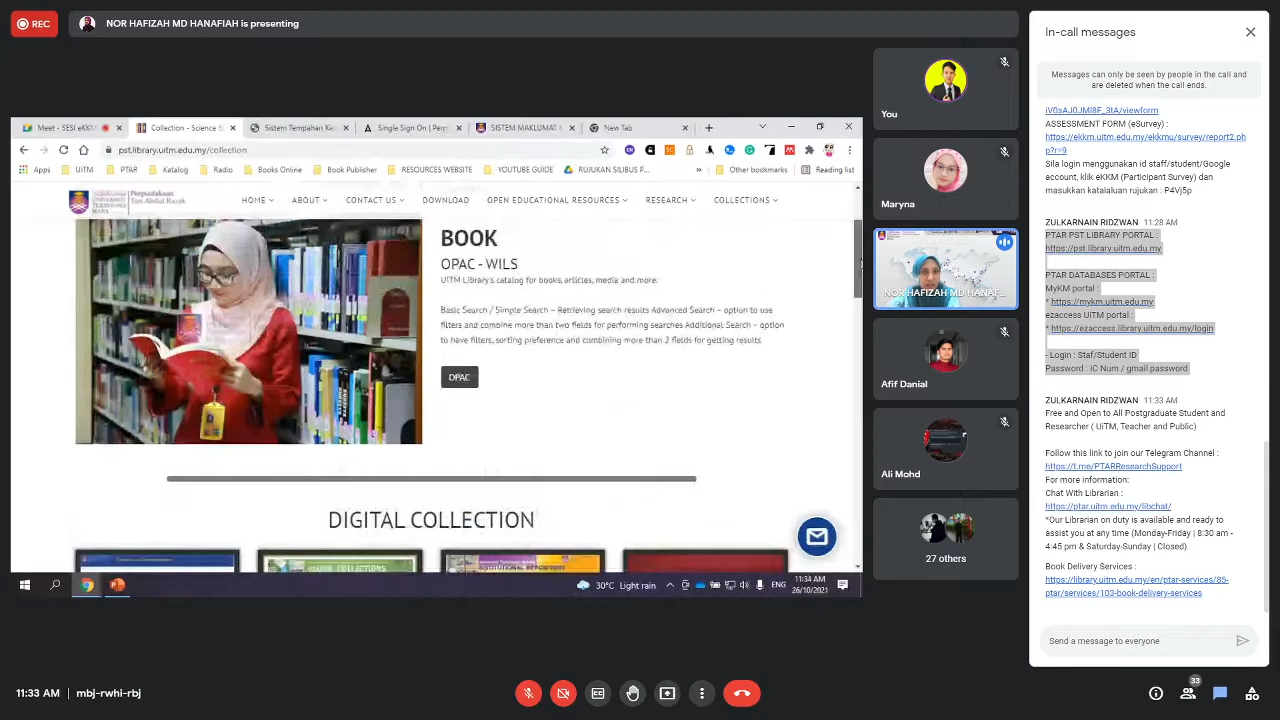 REC
NOR HAFIZAH MD HANAFIAH is presenting
Meet - SESI eKKM
Collection - Science &
Sistem Tempahan Ke
Single Sign On ( Perp
SISTEM MAKLUMAT P
New Tab
pst.library.uitm.edu.my/collection
Apps
UiTM
PTAR
Katalog
Radio
Books Online
Book Publisher
RESOURCES WEBSITE
YOUTUBE GUIDE
RUJUKAN SILIBUS P...
»
Other bookmarks
Reading list
UNIVERSITI
TEKNOLOGI
MARA
Perpustakaan
Tun Abdul Razak
HOME
ABOUT
CONTACT US
DOWNLOAD
OPEN EDUCATIONAL RESOURCES
RESEARCH
COLLECTIONS
BOOK
OPAC - WILS
UiTM Library's catalog for books, articles, media and more.
Basic Search / Simple Search – Retrieving search results Advanced Search – option to use
filters and combine more than two fields for performing searches Additional Search – option
to have filters, sorting preference and combining more than 2 fields for getting results
OPAC
DIGITAL COLLECTION
30°C Light rain
ENG
11:34 AM
26/10/2021
You
Maryna
NOR HAFIZAH MD HANAF...
Afif Danial
Ali Mohd
27 others
In-call messages
Messages can only be seen by people in the call and
are deleted when the call ends.
ASSESSMENT FORM (eSurvey) :
https://ekkm.uitm.edu.my/ekkmu/survey/report2.ph
p?r=9
Sila login menggunakan id staff/student/Google
account, klik eKKM (Participant Survey) dan
masukkan katalaluan rujukan : P4Vj5p
ZULKARNAIN RIDZWAN 11:28 AM
PTAR PST LIBRARY PORTAL :
https://pst.library.uitm.edu.my
PTAR DATABASES PORTAL :
MyKM portal :
* https://mykm.uitm.edu.my
ezaccess UiTM portal :
* https://ezaccess.library.uitm.edu.my/login
- Login : Staf/Student ID
Password : iC Num / gmail password
ZULKARNAIN RIDZWAN 11:33 AM
Free and Open to All Postgraduate Student and
Researcher ( UiTM, Teacher and Public)
Follow this link to join our Telegram Channel :
https://t.me/PTARResearchSupport
For more information:
Chat With Librarian :
https://ptar.uitm.edu.my/libchat/
*Our Librarian on duty is available and ready to
assist you at any time (Monday-Friday | 8:30 am -
4:45 pm & Saturday-Sunday | Closed)
Book Delivery Services :
https://library.uitm.edu.my/en/ptar-services/85-
ptar/services/103-book-delivery-services
Send a message to everyone
11:33 AM | mbj-rwhi-rbj
33